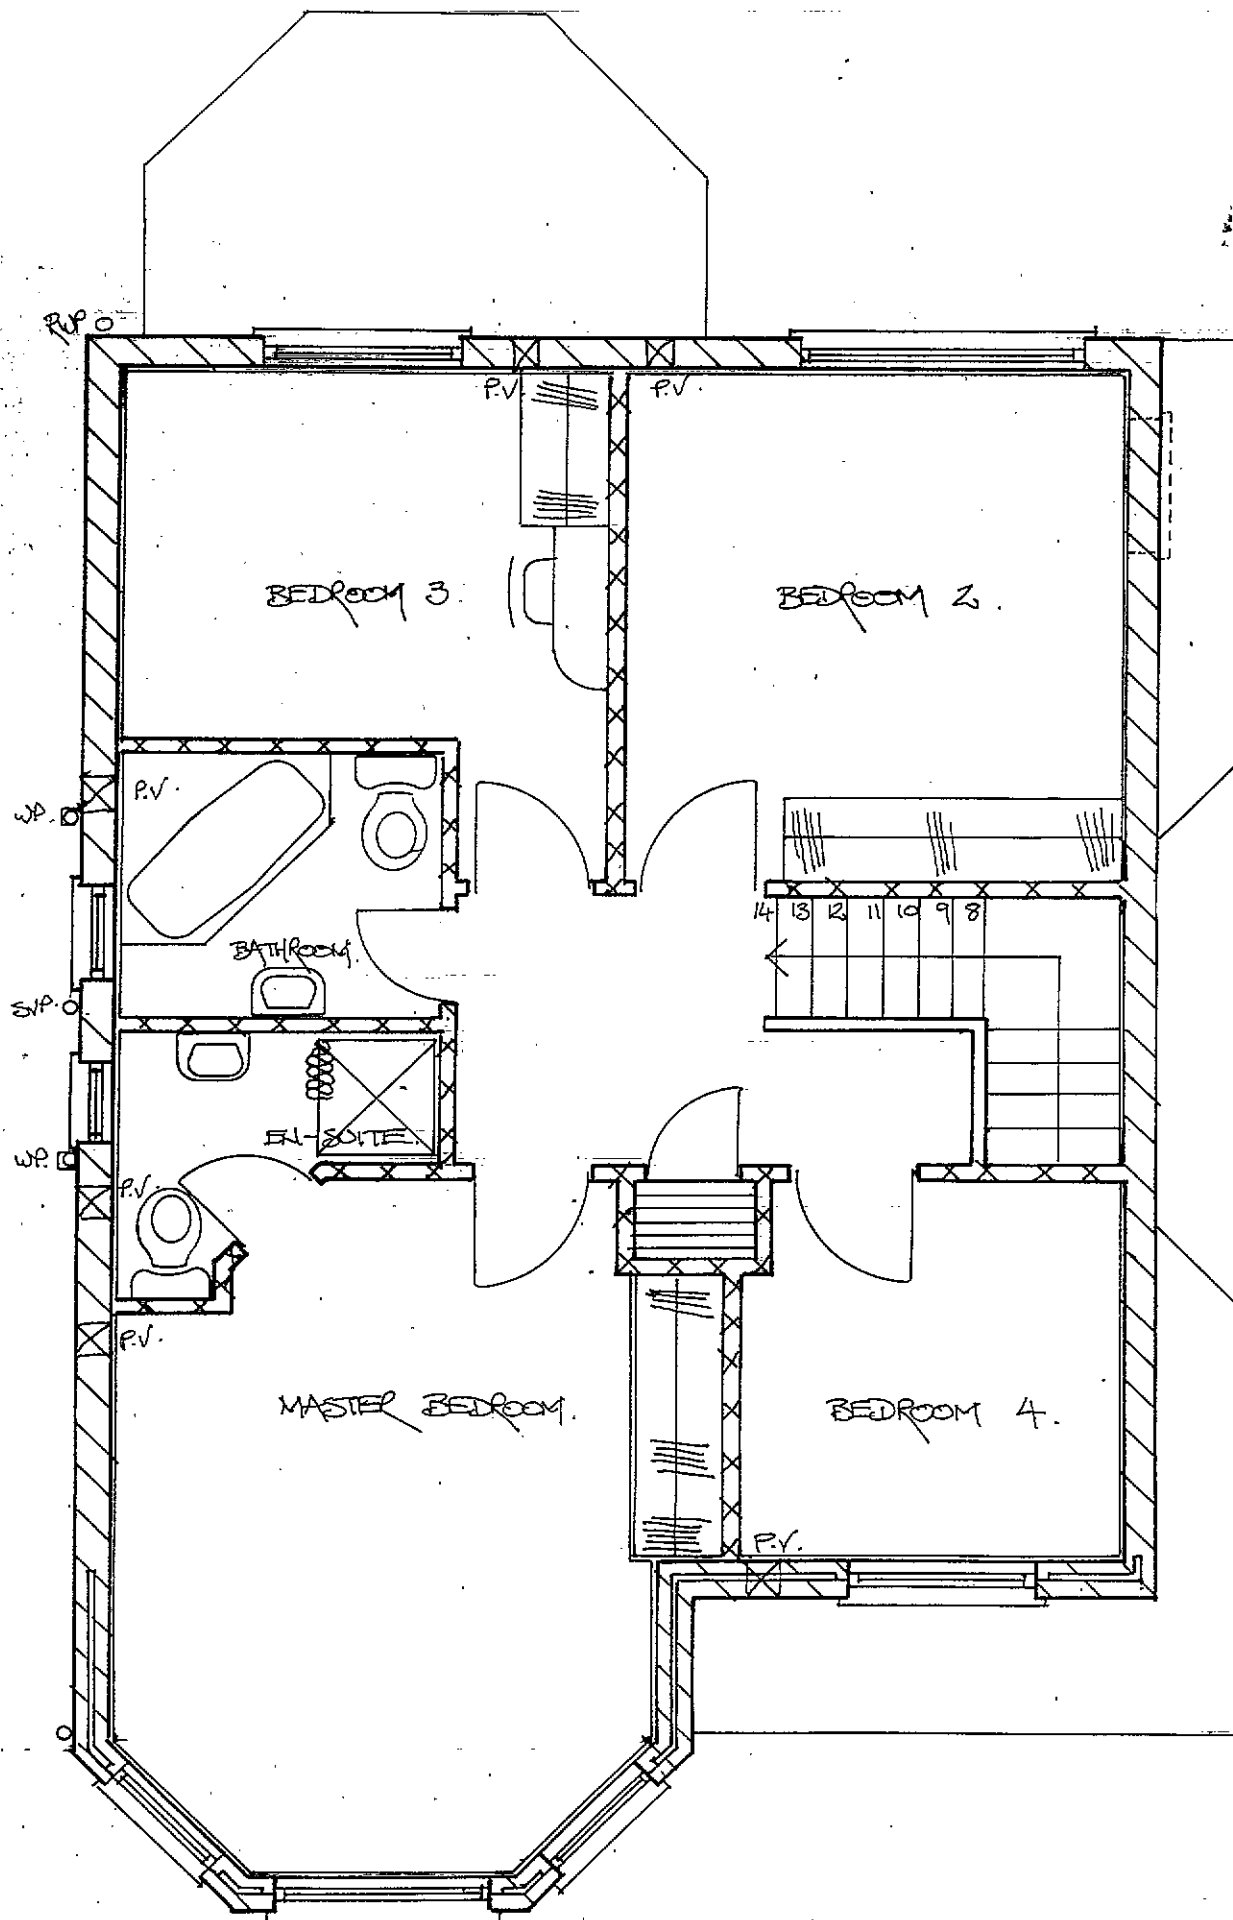 RWP
P.V.
P.V.
BEDROOM 3.
BEDROOM 2.
P.V.
WP.
14 13 12 11 10 9 8
BATHROOM.
SVP.
EN-SUITE.
WP.
P.V.
P.V.
MASTER BEDROOM.
BEDROOM 4.
P.V.